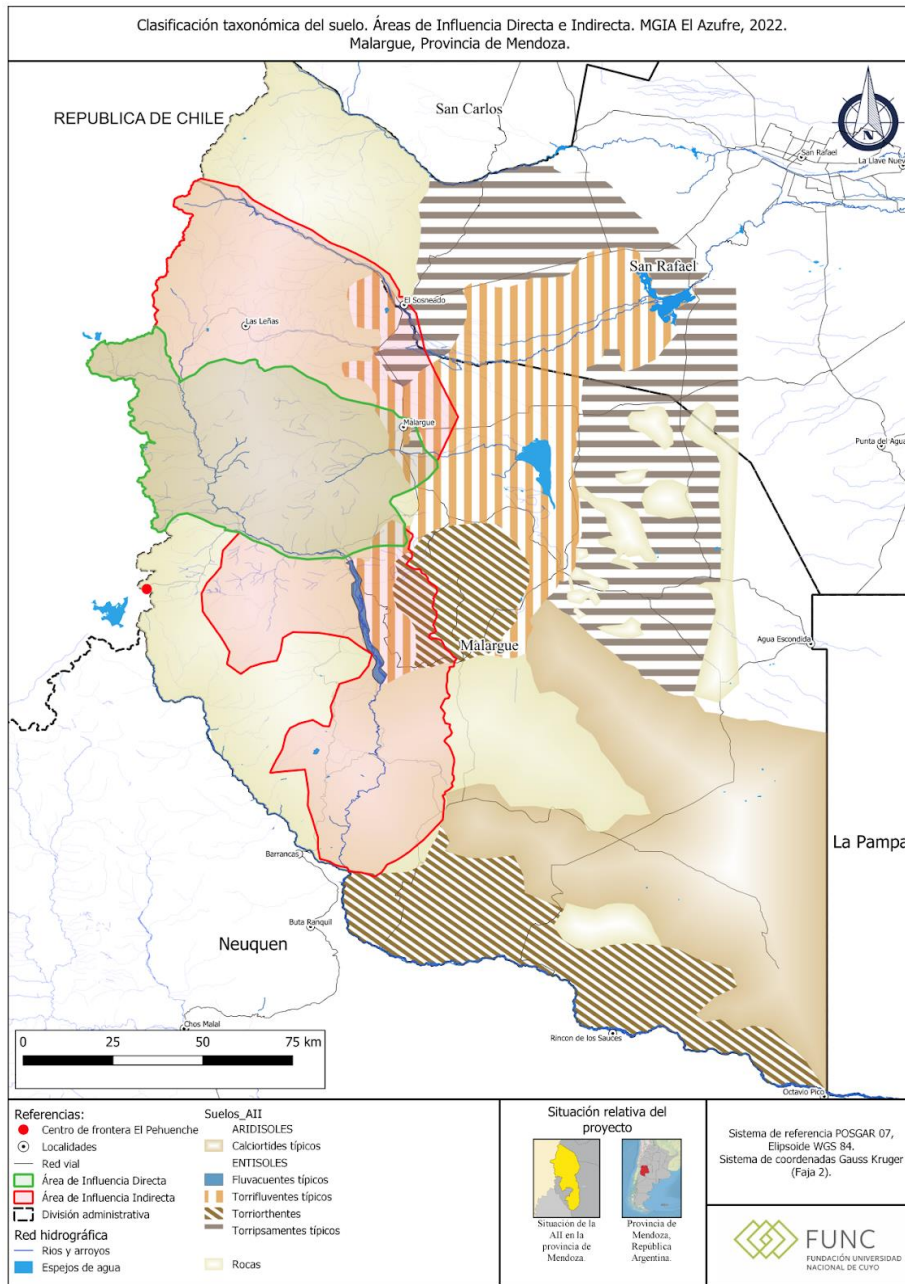 Clasificación taxonómica del suelo. Áreas de Influencia Directa e Indirecta. MGIA El Azufre, 2022.
Malargue, Provincia de Mendoza.
REPUBLICA DE CHILE
San Carlos
San Rafael
La Llave Nuev
San Rafael
El Sosneado
Las Leñas
Malargue
Punta del Agua
Malargue
Agua Escondida
La Pampa
Barrancas
Buta Ranquil
Neuquen
Chos Malal
Rincon de los Sauces
Octavio Pico
0 25 50 75 km
Referencias:
Centro de frontera El Pehuenche
Localidades
Red vial
Área de Influencia Directa
Área de Influencia Indirecta
División administrativa
Red hidrográfica
Rios y arroyos
Espejos de agua
Suelos_AII
ARIDISOLES
Calciortides típicos
ENTISOLES
Fluvacuentes típicos
Torrifluventes típicos
Torriorthentes
Torripsamentes típicos
Rocas
Situación relativa del
proyecto
Situación de la
AII en la
provincia de
Mendoza.
Provincia de
Mendoza,
República
Argentina.
Sistema de referencia POSGAR 07,
Elipsoide WGS 84.
Sistema de coordenadas Gauss Kruger
(Faja 2).
FUNC
FUNDACIÓN UNIVERSIDAD
NACIONAL DE CUYO